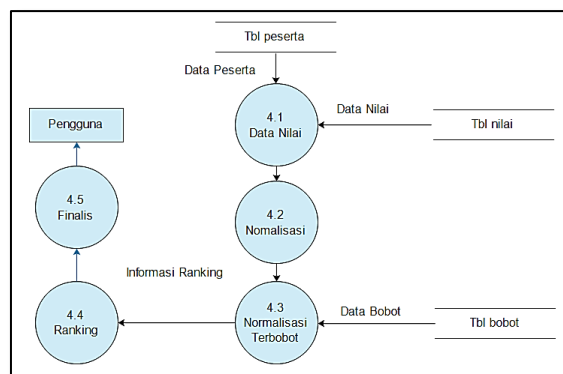 Tbl peserta
Data Peserta
4.1
Data Nilai
Data Nilai
Tbl nilai
Pengguna
4.5
Finalis
4.2
Nomalisasi
Informasi Ranking
4.4
Ranking
4.3
Normalisasi
Terbobot
Data Bobot
Tbl bobot